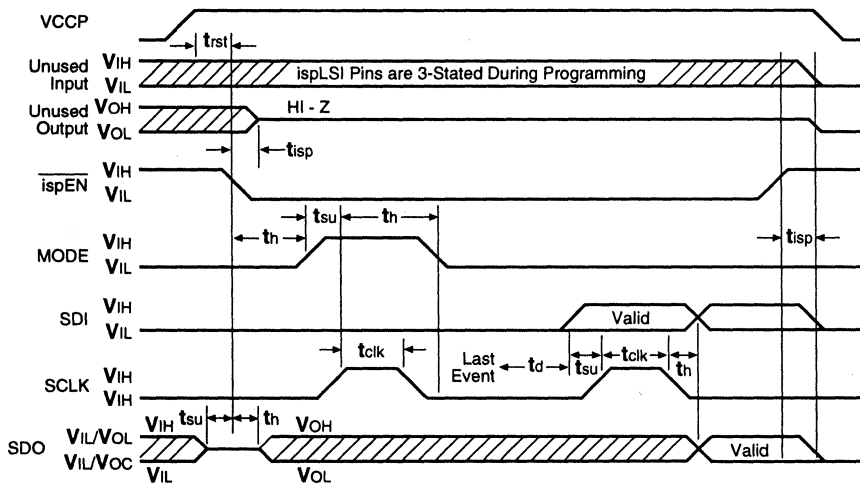 VCCP
trst
Unused
Input
VIH
VIL
ispLSI Pins are 3-Stated During Programming
Unused
Output
VOH
VOL
HI - Z
tisp
ispEN
VIH
VIL
tsu
th
th
tisp
MODE
VIH
VIL
SDI
VIH
VIL
Valid
tclk
Last
Event
td
tsu
tclk
th
SCLK
VIH
VIH
tsu
th
SDO
VIH
VIL/VOL
VIL/VOC
VIL
VOH
VOL
Valid